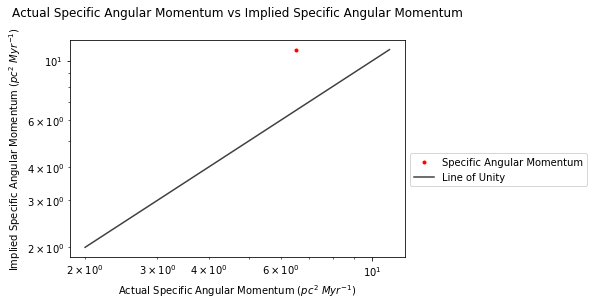 Actual Specific Angular Momentum vs Implied Specific Angular Momentum
Implied Specific Angular Momentum (pc² Myr⁻¹)
10¹
6 × 10⁰
4 × 10⁰
3 × 10⁰
2 × 10⁰
2 × 10⁰ 3 × 10⁰ 4 × 10⁰ 6 × 10⁰ 10¹
Actual Specific Angular Momentum (pc² Myr⁻¹)
Specific Angular Momentum
Line of Unity